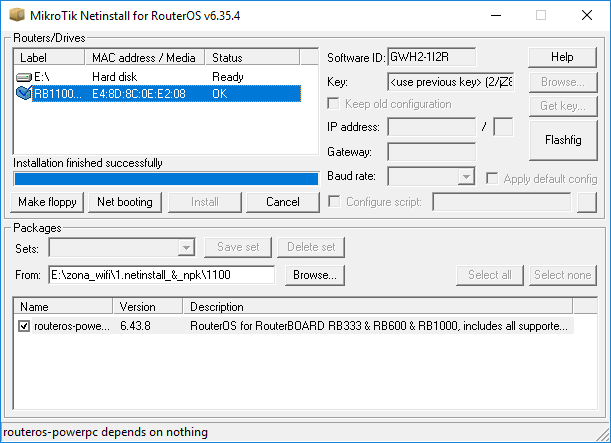 MikroTik Netinstall for RouterOS v6.35.4
Routers/Drives
Label MAC address / Media Status
E:\ Hard disk Ready
RB1100... E4:8D:8C:0E:E2:08 OK
Installation finished successfully
Make floppy Net booting Install Cancel
Software ID: GWH2-1I2R Help
Key: <use previous key> (2/Z8 Browse...
Keep old configuration Get key...
IP address: / Flashfig
Gateway:
Baud rate: Apply default config
Configure script:
Packages
Sets: Save set Delete set
From: E:\zona_wifi\1.netinstall_&_npk\1100 Browse... Select all Select none
Name Version Description
routeros-powe... 6.43.8 RouterOS for RouterBOARD RB333 & RB600 & RB1000, includes all supporte...
routeros-powerpc depends on nothing